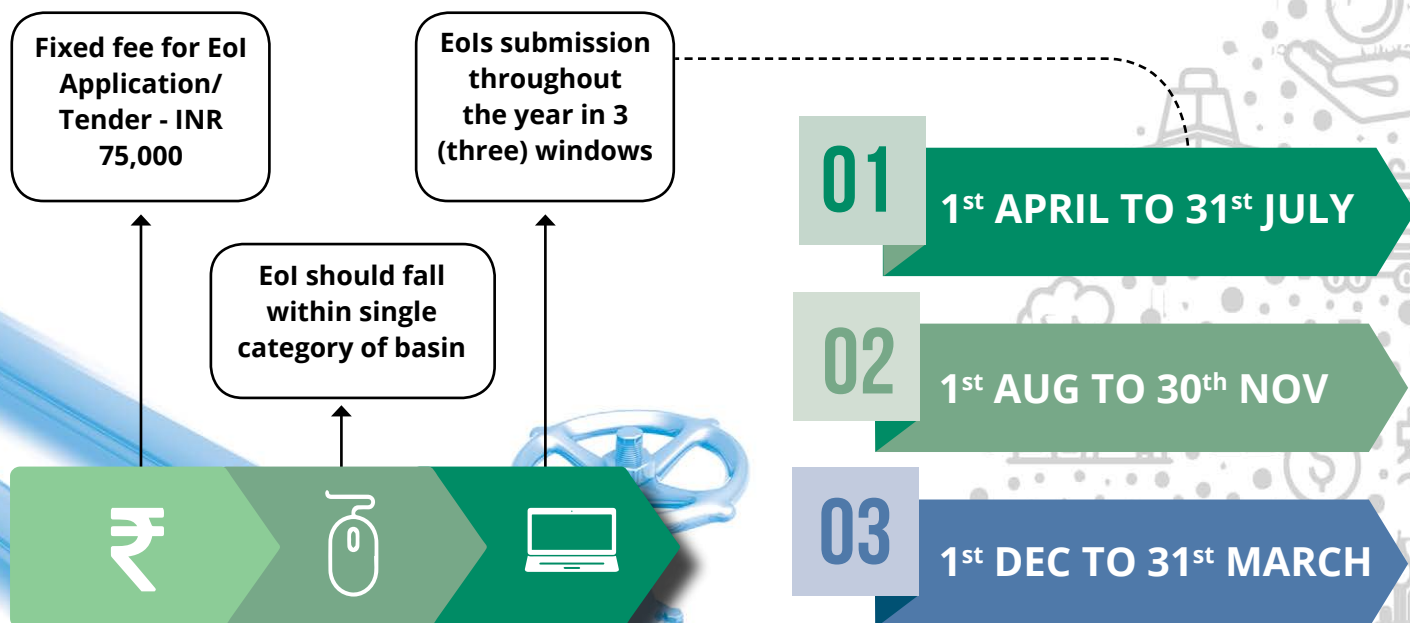 Fixed fee for EoI
Application/
Tender - INR
75,000
EoI should fall
within single
category of basin
EoIs submission
throughout
the year in 3
(three) windows
₹
01
1st APRIL TO 31st JULY
02
1st AUG TO 30th NOV
03
1st DEC TO 31st MARCH
$